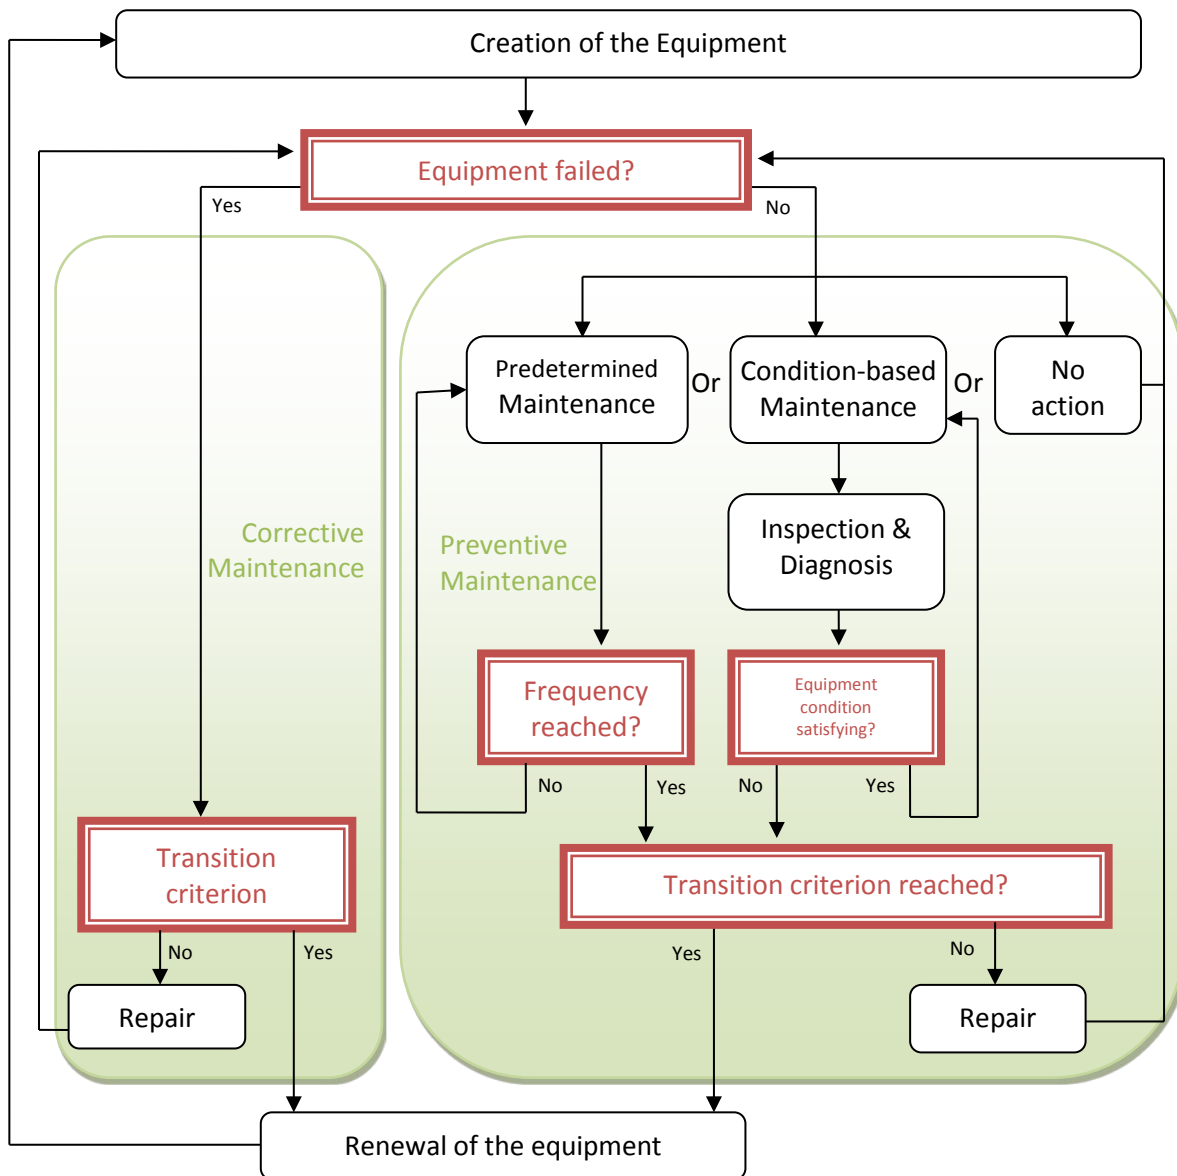 Creation of the Equipment
Equipment failed?
Yes
No
Predetermined
Maintenance
Or
Condition-based
Maintenance
Or
No
action
Corrective
Maintenance
Preventive
Maintenance
Inspection &
Diagnosis
Frequency
reached?
Equipment
condition
satisfying?
No
Yes
No
Yes
Transition
criterion
Transition criterion reached?
No
Yes
Yes
No
Repair
Repair
Renewal of the equipment